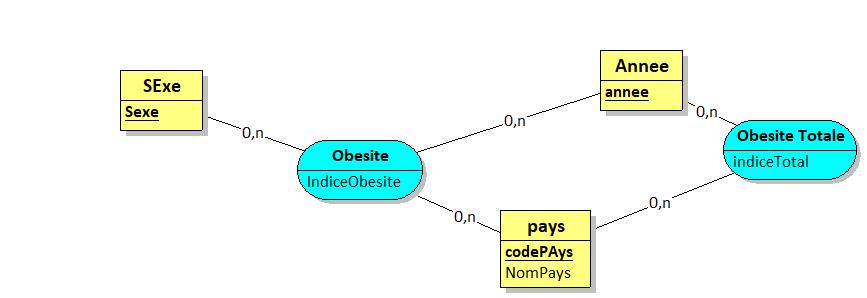 SExe
Sexe
0,n
Annee
annee
0,n
0,n
Obesite Totale
indiceTotal
Obesite
IndiceObesite
0,n
0,n
pays
codePAys
NomPays